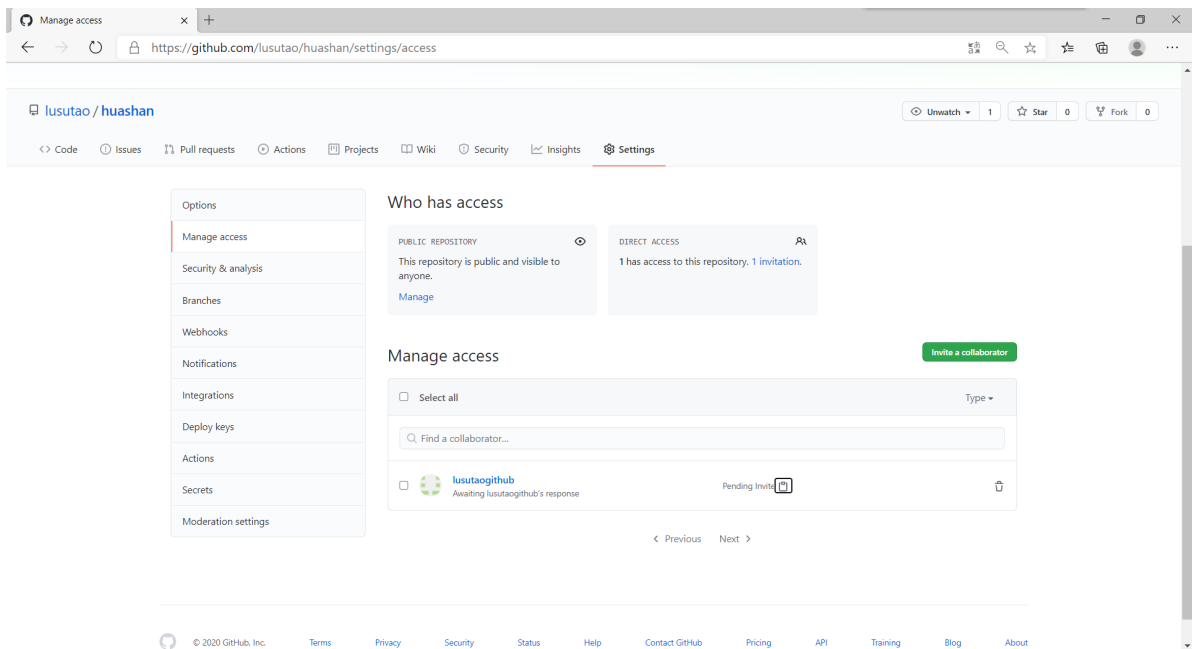 Manage access
https://github.com/lusutao/huashan/settings/access
lusutao / huashan
Unwatch 1 Star 0 Fork 0
Code Issues Pull requests Actions Projects Wiki Security Insights Settings
Options
Manage access
Security & analysis
Branches
Webhooks
Notifications
Integrations
Deploy keys
Actions
Secrets
Moderation settings
Who has access
PUBLIC REPOSITORY
This repository is public and visible to
anyone.
Manage
DIRECT ACCESS
1 has access to this repository. 1 invitation.
Manage access
Invite a collaborator
Select all
Type
Find a collaborator...
lusutaogithub
Awaiting lusutaogithub's response
Pending Invite
Previous Next
© 2020 GitHub, Inc. Terms Privacy Security Status Help Contact GitHub Pricing API Training Blog About